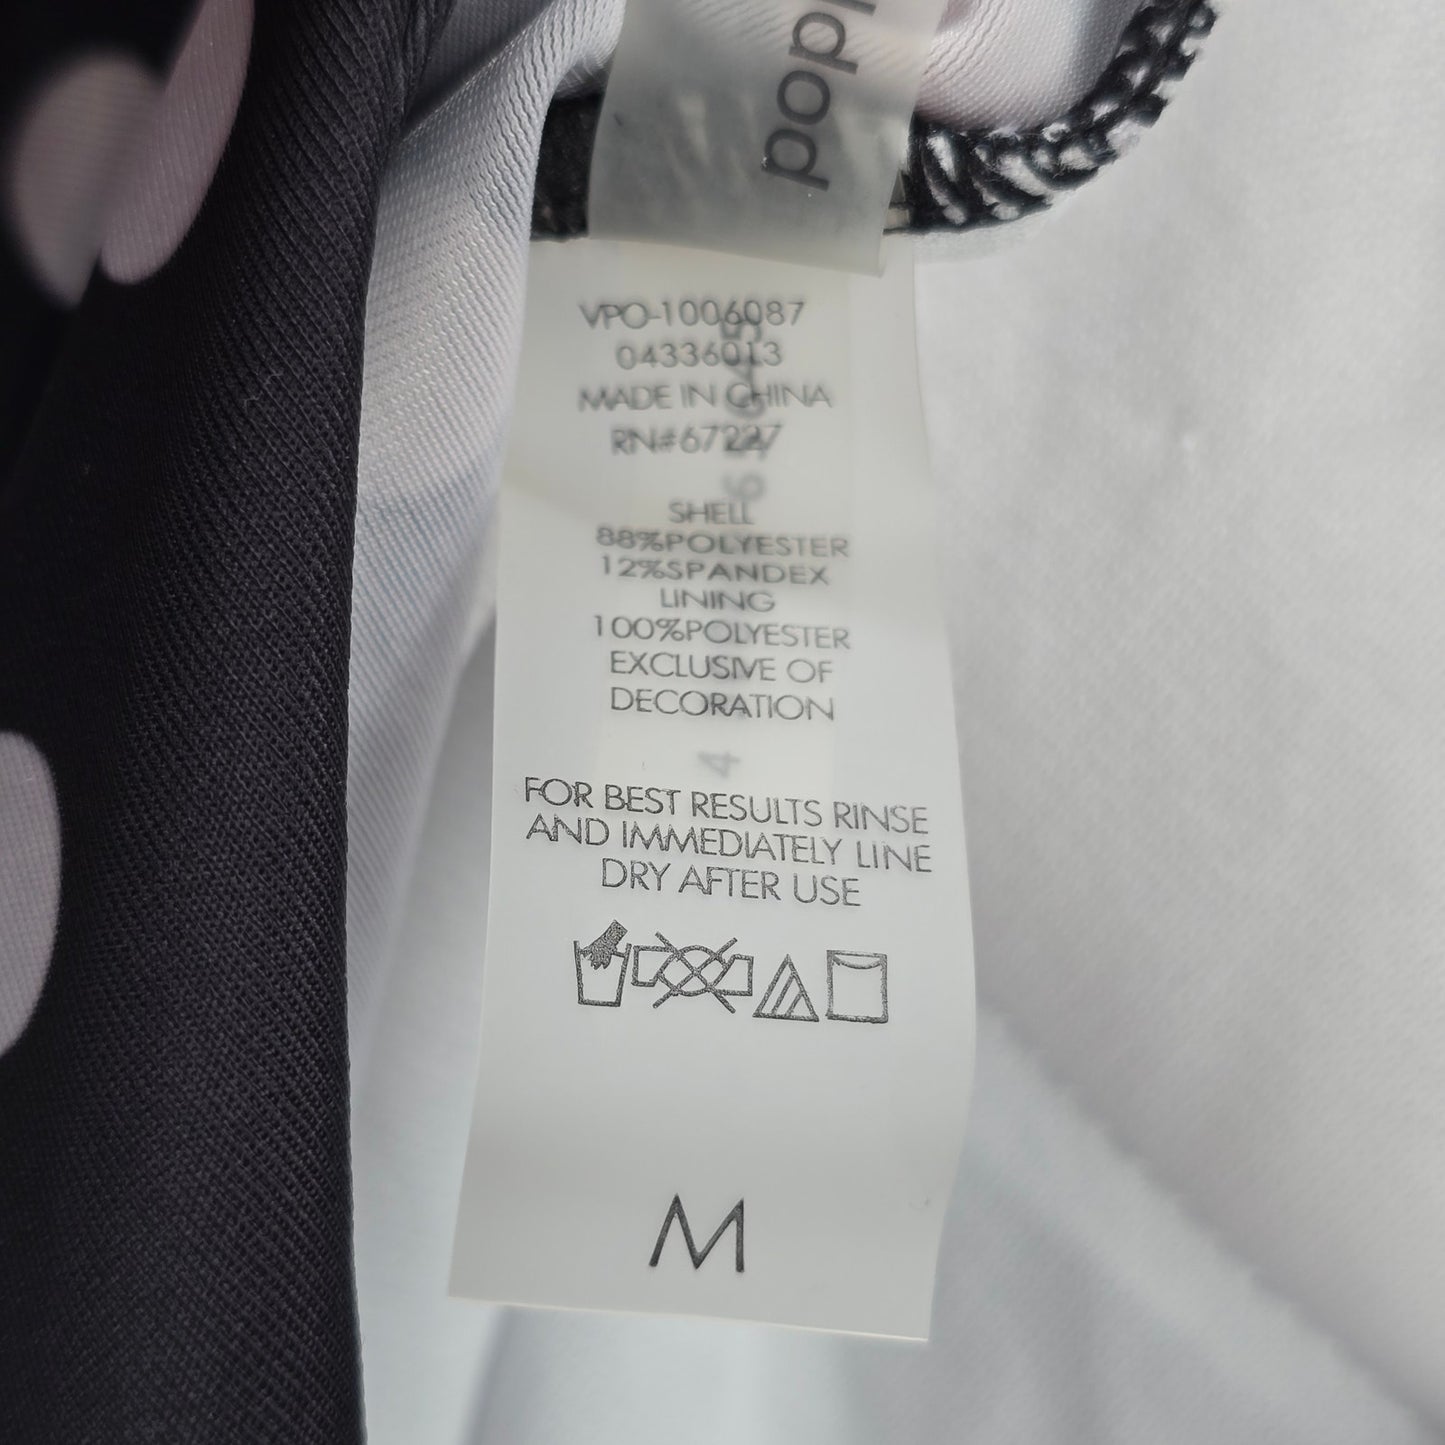 VPO-1006087
04336013
MADE IN CHINA
RN#67227
SHELL
88%POLYESTER
12%SPANDEX
LINING
100%POLYESTER
EXCLUSIVE OF
DECORATION
4
FOR BEST RESULTS RINSE
AND IMMEDIATELY LINE
DRY AFTER USE
M